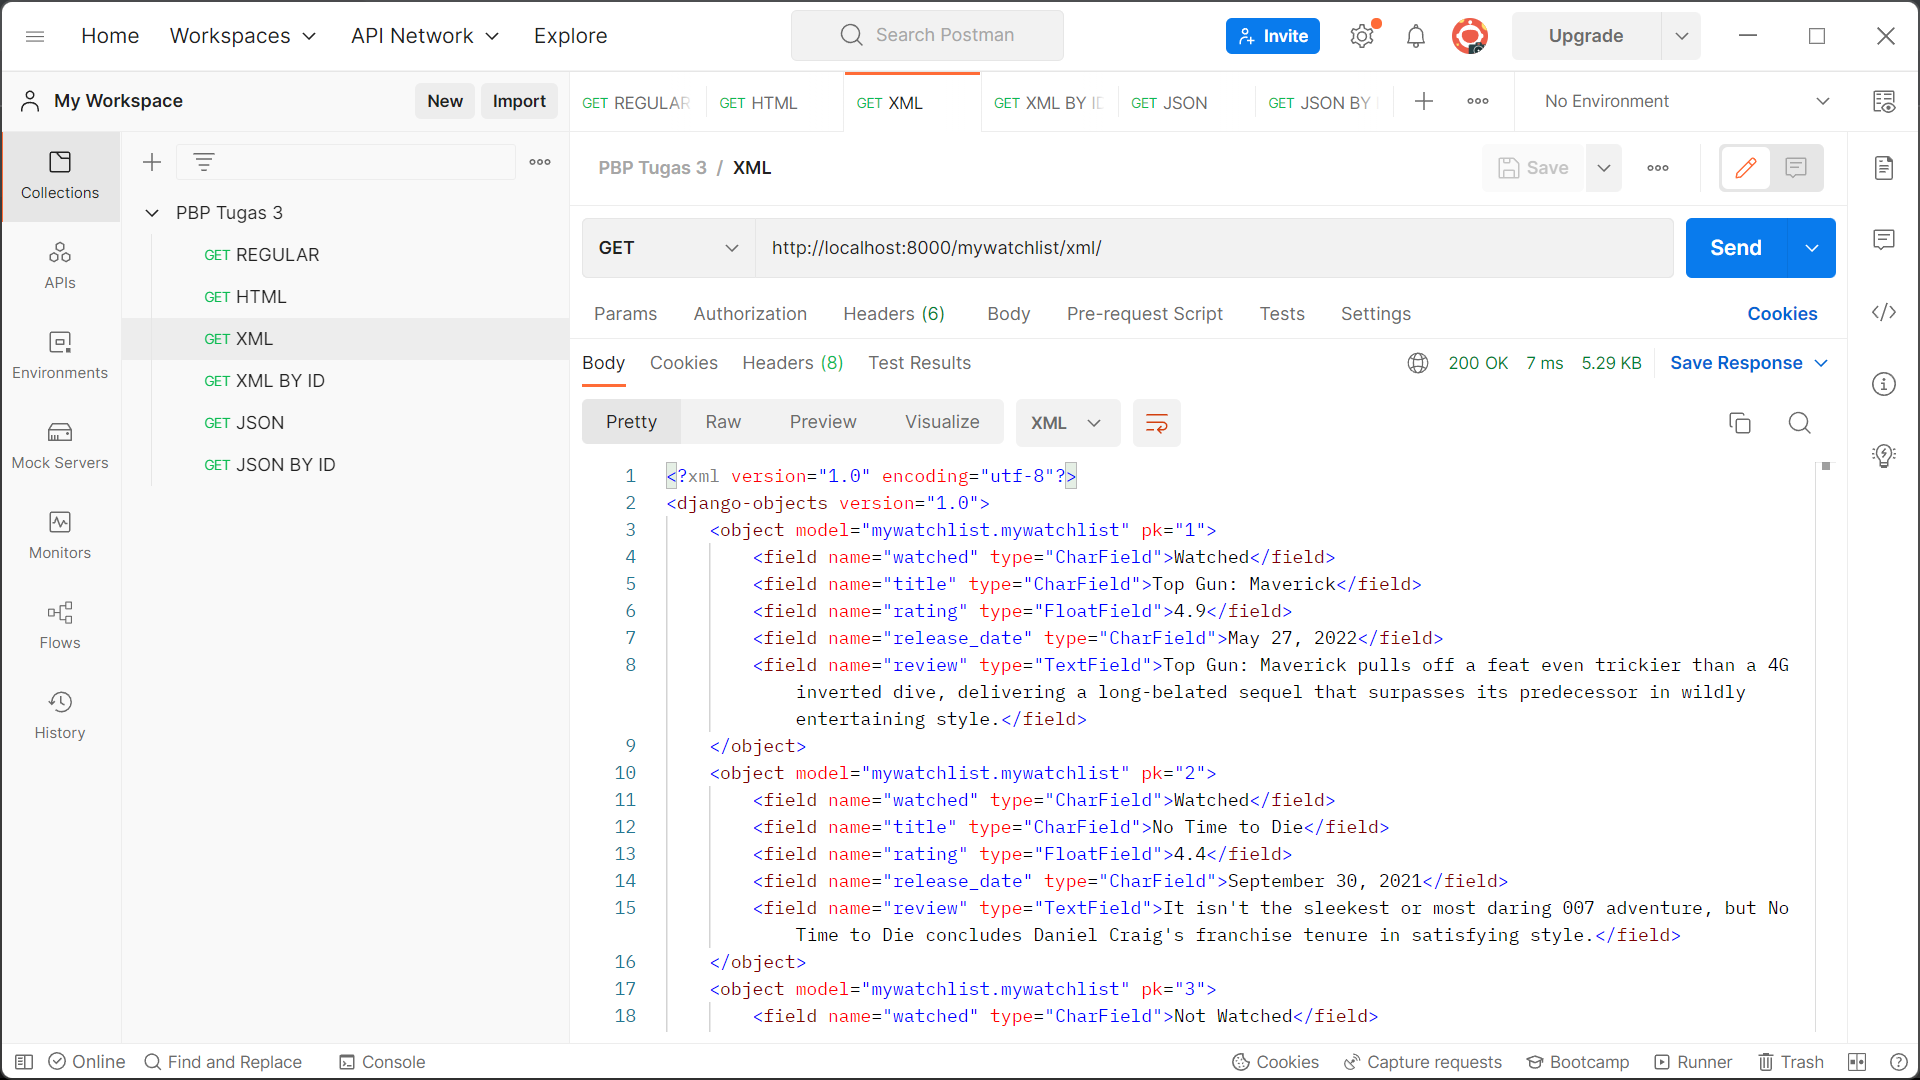 Home
Workspaces
API Network
Explore
Search Postman
Invite
Upgrade
My Workspace
New
Import
GET REGULAR
GET HTML
GET XML
GET XML BY ID
GET JSON
GET JSON BY
No Environment
Collections
APIs
Environments
Mock Servers
Monitors
Flows
History
PBP Tugas 3
GET REGULAR
GET HTML
GET XML
GET XML BY ID
GET JSON
GET JSON BY ID
PBP Tugas 3 / XML
Save
GET
http://localhost:8000/mywatchlist/xml/
Send
Params
Authorization
Headers (6)
Body
Pre-request Script
Tests
Settings
Cookies
Body
Cookies
Headers (8)
Test Results
200 OK
7 ms
5.29 KB
Save Response
Pretty
Raw
Preview
Visualize
XML
1 <?xml version="1.0" encoding="utf-8"?>
2 <django-objects version="1.0">
3 <object model="mywatchlist.mywatchlist" pk="1">
4 <field name="watched" type="CharField">Watched</field>
5 <field name="title" type="CharField">Top Gun: Maverick</field>
6 <field name="rating" type="FloatField">4.9</field>
7 <field name="release_date" type="CharField">May 27, 2022</field>
8 <field name="review" type="TextField">Top Gun: Maverick pulls off a feat even trickier than a 4G
inverted dive, delivering a long-belated sequel that surpasses its predecessor in wildly
entertaining style.</field>
9 </object>
10 <object model="mywatchlist.mywatchlist" pk="2">
11 <field name="watched" type="CharField">Watched</field>
12 <field name="title" type="CharField">No Time to Die</field>
13 <field name="rating" type="FloatField">4.4</field>
14 <field name="release_date" type="CharField">September 30, 2021</field>
15 <field name="review" type="TextField">It isn't the sleekest or most daring 007 adventure, but No
Time to Die concludes Daniel Craig's franchise tenure in satisfying style.</field>
16 </object>
17 <object model="mywatchlist.mywatchlist" pk="3">
18 <field name="watched" type="CharField">Not Watched</field>
Online
Find and Replace
Console
Cookies
Capture requests
Bootcamp
Runner
Trash